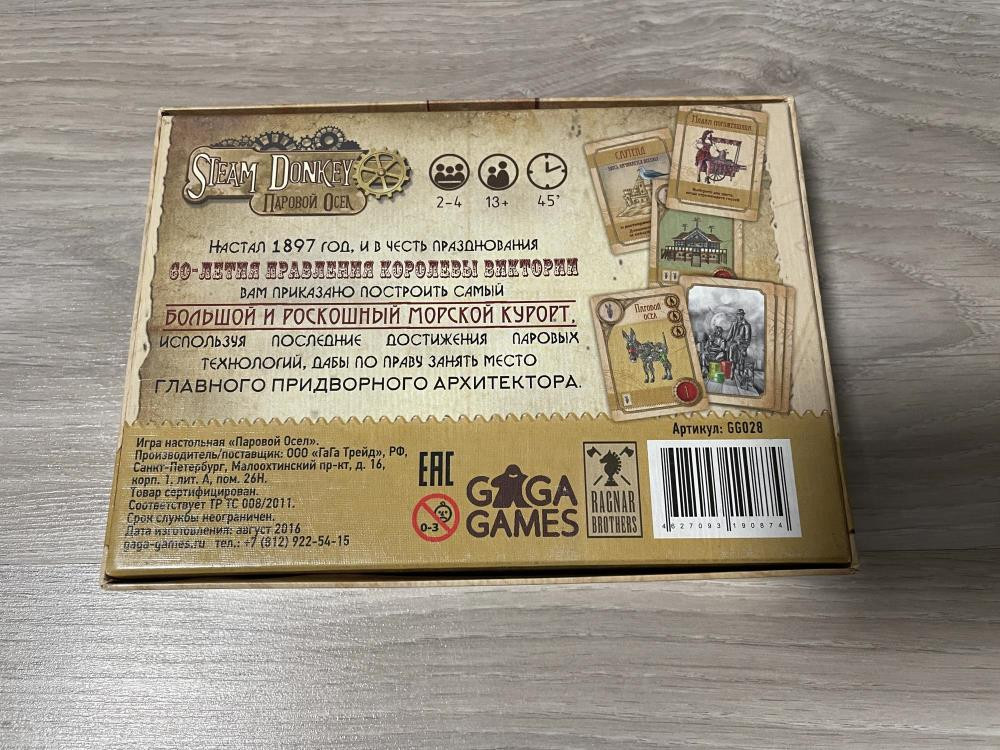 STEAM DONKEY
ПАРОВОЙ ОСЕЛ
2-4
13+
45'
НАСТАЛ 1897 ГОД, И В ЧЕСТЬ ПРАЗДНОВАНИЯ
60-ЛЕТИЯ ПРАВЛЕНИЯ КОРОЛЕВЫ ВИКТОРИИ
ВАМ ПРИКАЗАНО ПОСТРОИТЬ САМЫЙ
БОЛЬШОЙ И РОСКОШНЫЙ МОРСКОЙ КУРОРТ,
ИСПОЛЬЗУЯ ПОСЛЕДНИЕ ДОСТИЖЕНИЯ ПАРОВЫХ
ТЕХНОЛОГИЙ, ДАБЫ ПО ПРАВУ ЗАНЯТЬ МЕСТО
ГЛАВНОГО ПРИДВОРНОГО АРХИТЕКТОРА.
ПАРОВОЙ
ОСЕЛ
1
Артикул: GG028
Игра настольная «Паровой Осел».
Производитель/поставщик: ООО «ГаГа Трейд», РФ,
Санкт-Петербург, Малоохтинский пр-кт, д. 16,
корп. 1, лит. А, пом. 26Н.
Товар сертифицирован.
Соответствует ТР ТС 008/2011.
Срок службы неограничен.
Дата изготовления: август 2016
gaga-games.ru тел.: +7 (812) 922-54-15
EAC
0-3
GAGA
GAMES
RAGNAR
BROTHERS
4 627093 190874